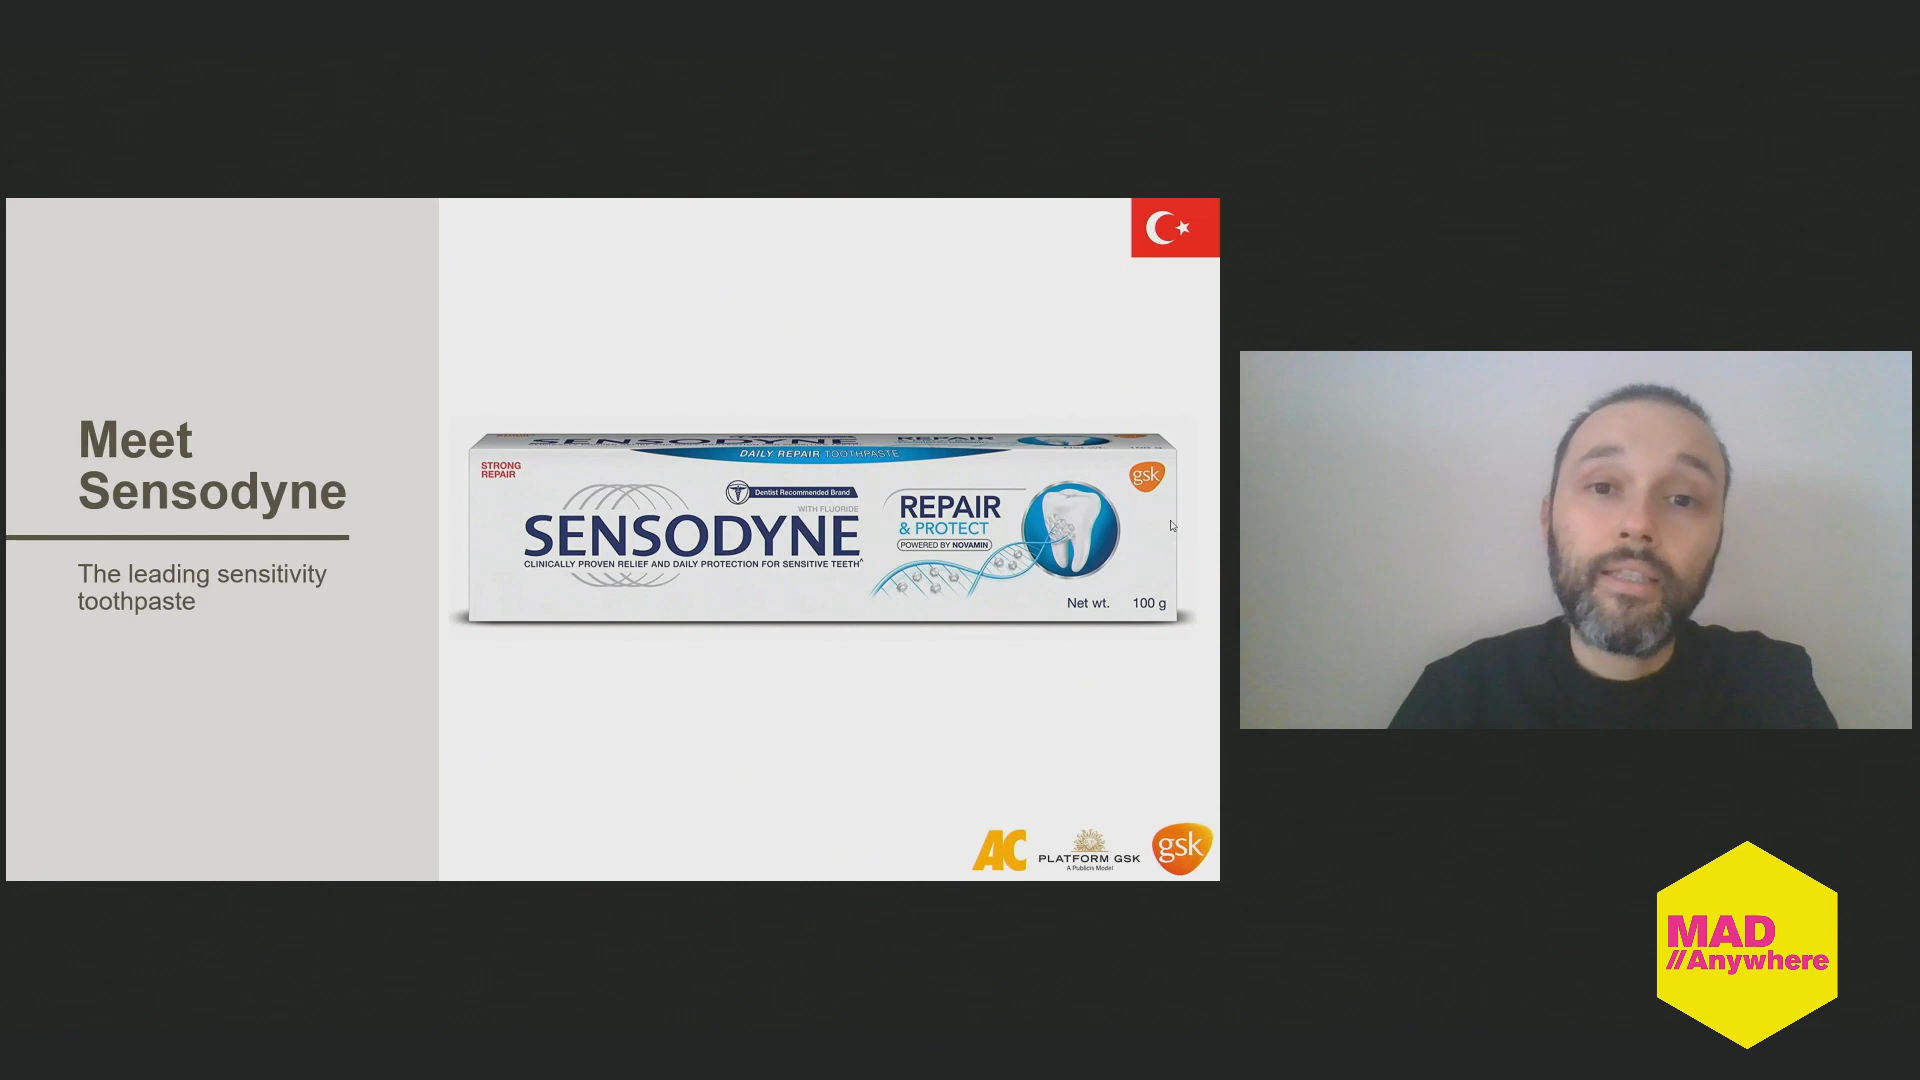 Meet
Sensodyne
The leading sensitivity
toothpaste
SENSODYNE
REPAIR
DAILY REPAIR TOOTHPASTE
STRONG
REPAIR
gsk
Dentist Recommended Brand
WITH FLUORIDE
SENSODYNE
CLINICALLY PROVEN RELIEF AND DAILY PROTECTION FOR SENSITIVE TEETH^
REPAIR
& PROTECT
POWERED BY NOVAMIN
Net wt. 100 g
AC
PLATFORM GSK
A Publicis Model
gsk
MAD
//Anywhere